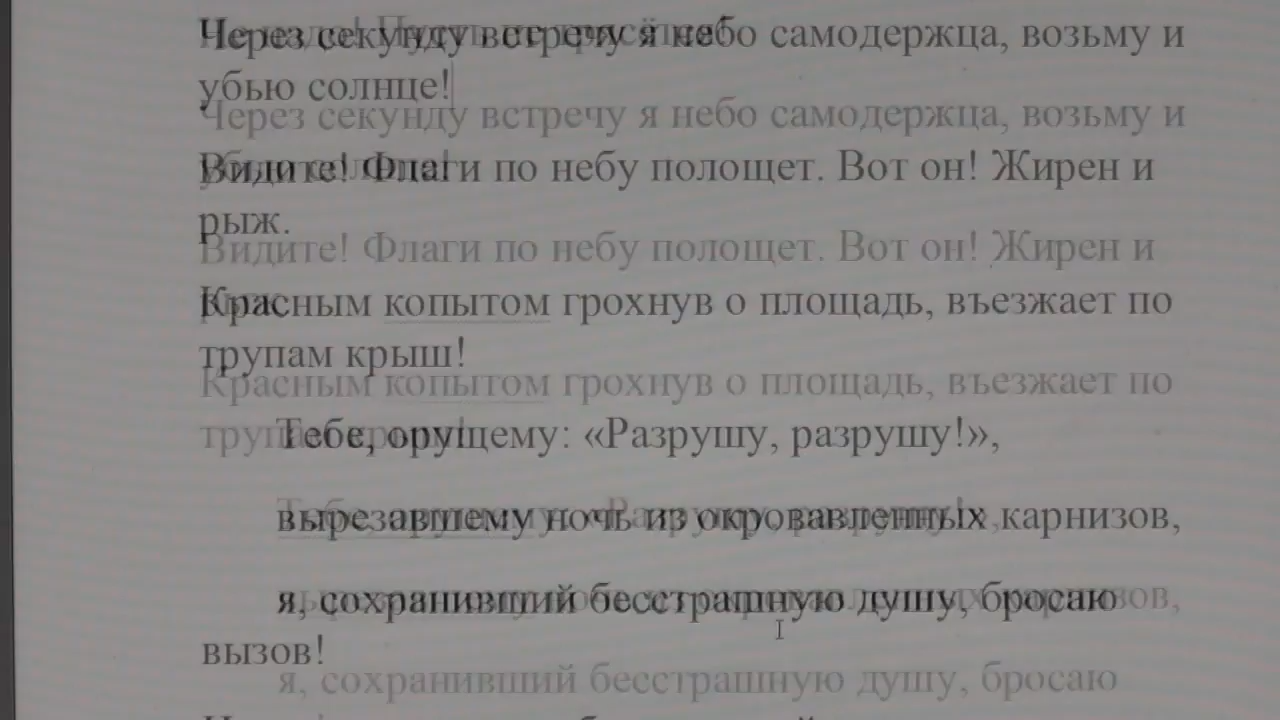 Через секунду встречу я небо самодержца, возьму и
убью солнце!
Видите! Флаги по небу полощет. Вот он! Жирен и
рыж.
Красным копытом грохнув о площадь, въезжает по
трупам крыш!
Тебе, орущему: «Разрушу, разрушу!»,
вырезавшему ночь из окровавленных карнизов,
я, сохранивший бесстрашную душу, бросаю
вызов!